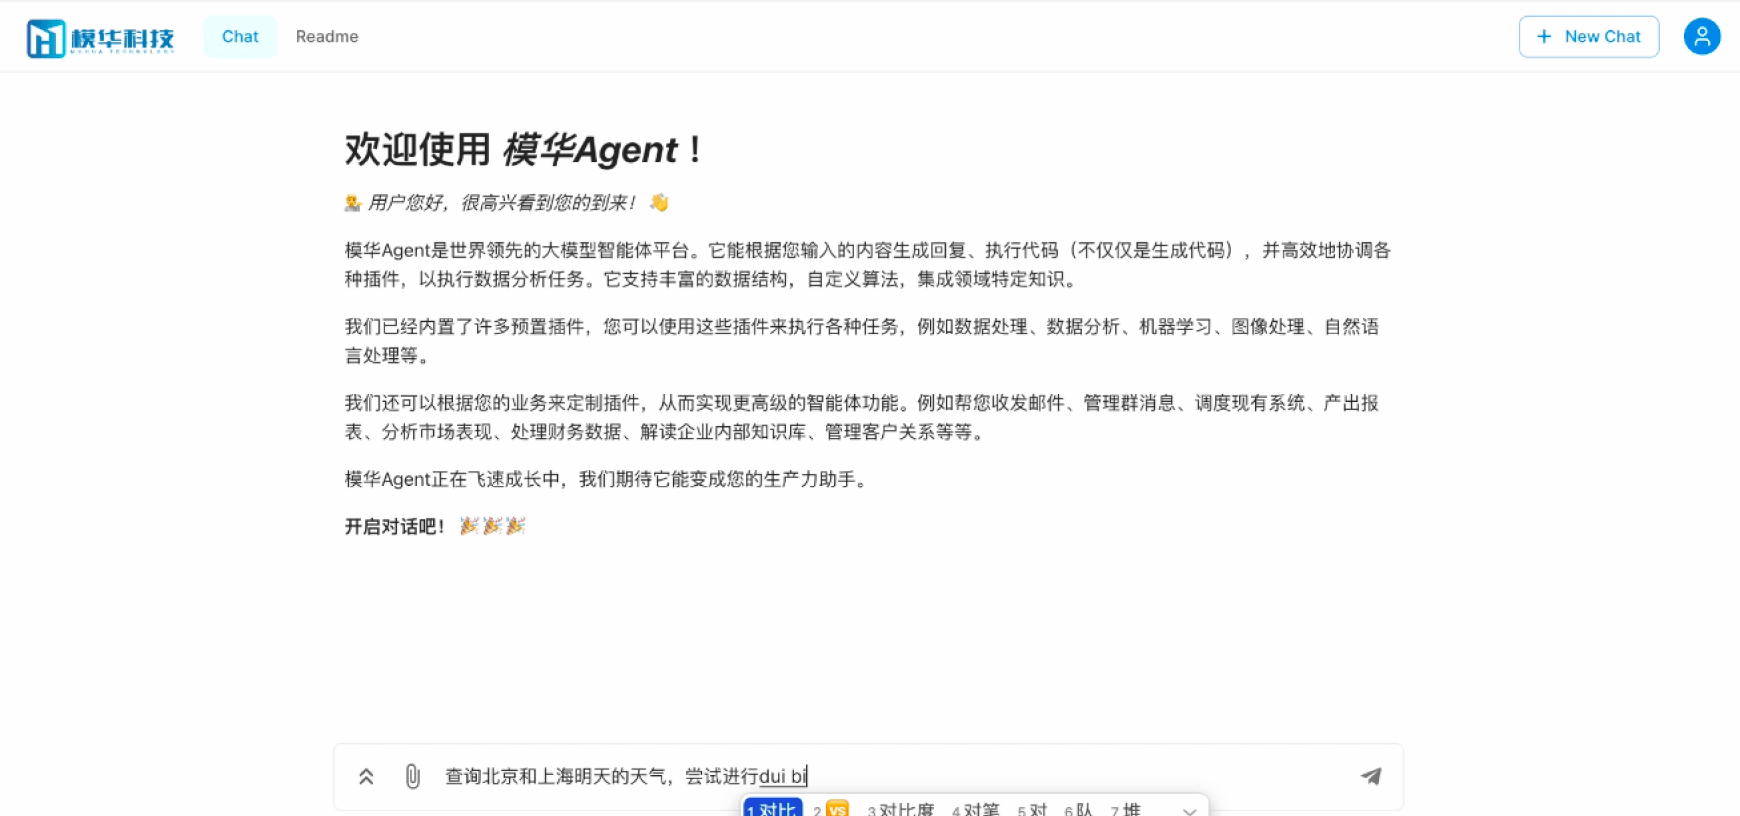 模华科技
Chat
Readme
+ New Chat
欢迎使用 模华Agent！
用户您好，很高兴看到您的到来！
模华Agent是世界领先的大模型智能体平台。它能根据您输入的内容生成回复、执行代码（不仅仅是生成代码），并高效地协调各
种插件，以执行数据分析任务。它支持丰富的数据结构，自定义算法，集成领域特定知识。
我们已经内置了许多预置插件，您可以使用这些插件来执行各种任务，例如数据处理、数据分析、机器学习、图像处理、自然语
言处理等。
我们还可以根据您的业务来定制插件，从而实现更高级的智能体功能。例如帮您收发邮件、管理群消息、调度现有系统、产出报
表、分析市场表现、处理财务数据、解读企业内部知识库、管理客户关系等等。
模华Agent正在飞速成长中，我们期待它能变成您的生产力助手。
开启对话吧！
查询北京和上海明天的天气，尝试进行dui bi
1 对比 2 VS 3 对比度 4 对笔 5 对 6 队 7 堆